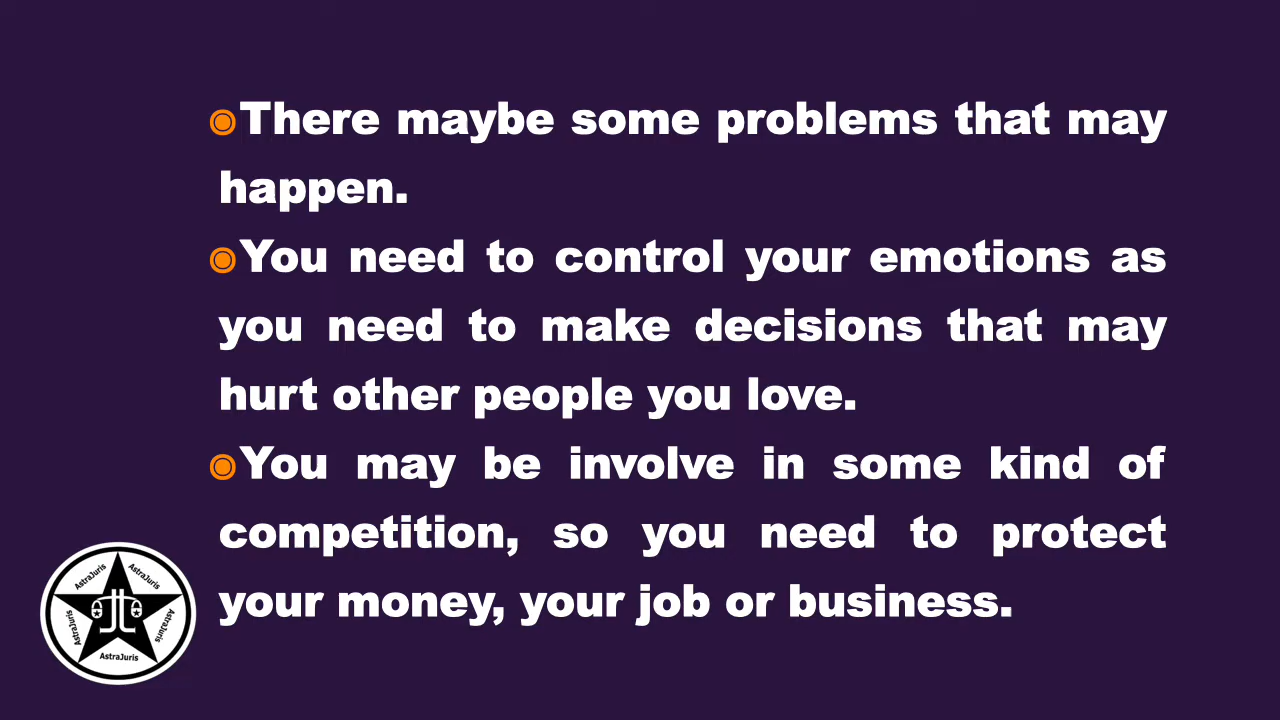 ◉There maybe some problems that may
happen.
◉You need to control your emotions as
you need to make decisions that may
hurt other people you love.
◉You may be involve in some kind of
competition, so you need to protect
your money, your job or business.
AstraJuris
AstraJuris
AstraJuris
AstraJuris
AstraJuris